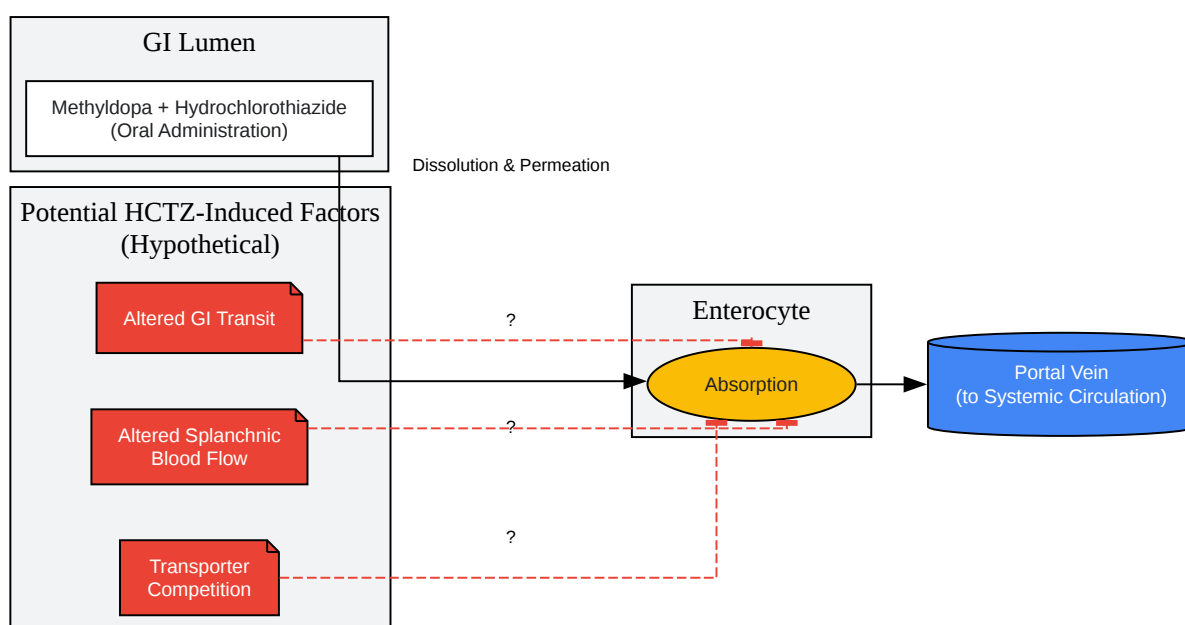 GI Lumen
Methyldopa + Hydrochlorothiazide
(Oral Administration)
Dissolution & Permeation
Potential HCTZ-Induced Factors
(Hypothetical)
Altered GI Transit
?
Enterocyte
Absorption
Portal Vein
(to Systemic Circulation)
Altered Splanchnic
Blood Flow
?
?
Transporter
Competition